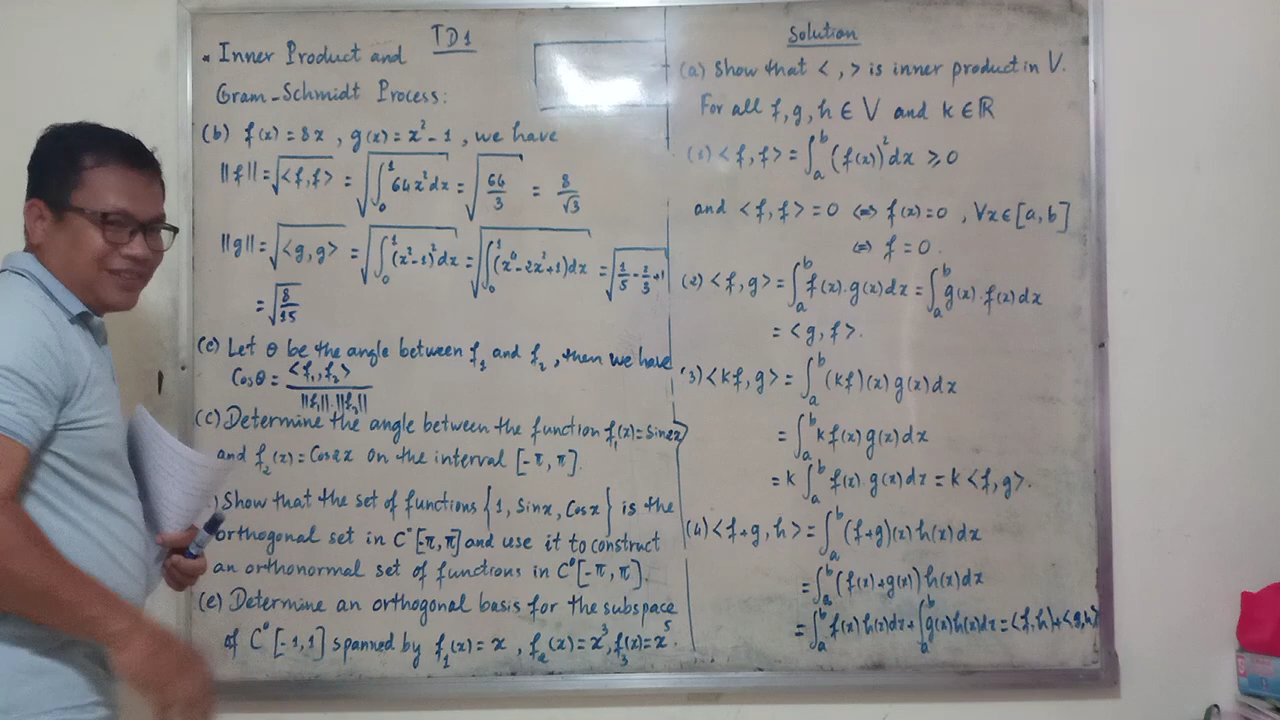 TD1
* Inner Product and
Gram-Schmidt Process:
(b) f(x) = 8x , g(x) = x² - 1 , we have
||f|| = √<f,f> = √∫₀¹ 64x² dx = √64/3 = 8/√3
||g|| = √<g,g> = √∫₀¹ (x²-1)² dx = √∫₀¹ (x⁴-2x²+1) dx = √1/5 - 2/3 + 1
= √8/15
(c) Let θ be the angle between f₁ and f₂ , then we have
Cosθ = <f₁,f₂> / ||f₁||.||f₂||
(c) Determine the angle between the function f₁(x) = Sin2x
and f₂(x) = Cos2x on the interval [-π, π].
) Show that the set of functions {1, Sinx, Cosx} is the
orthogonal set in C⁰[-π,π] and use it to construct
an orthonormal set of functions in C⁰[-π, π].
(e) Determine an orthogonal basis for the subspace
of C⁰[-1,1] spanned by f₁(x) = x , f₂(x) = x³, f₃(x) = x⁵.
Solution
(a) Show that < , > is inner product in V.
For all f, g, h ∈ V and k ∈ ℝ
(1) <f, f> = ∫ₐᵇ (f(x))² dx ⩾ 0
and <f, f> = 0 ⇔ f(x) = 0 , ∀x∈[a, b]
⇔ f = 0.
(2) <f, g> = ∫ₐᵇ f(x).g(x) dx = ∫ₐᵇ g(x).f(x) dx
= <g, f>.
(3) <kf, g> = ∫ₐᵇ (kf)(x) g(x) dx
= ∫ₐᵇ k f(x) g(x) dx
= k ∫ₐᵇ f(x).g(x) dx = k <f, g>.
(4) <f+g, h> = ∫ₐᵇ (f+g)(x) h(x) dx
= ∫ₐᵇ (f(x)+g(x)) h(x) dx
= ∫ₐᵇ f(x) h(x) dx + ∫ₐᵇ g(x) h(x) dx = <f, h> + <g, h>